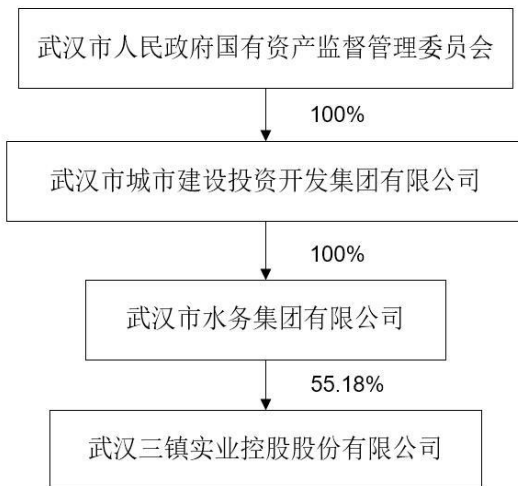 武汉市人民政府国有资产监督管理委员会
100%
武汉市城市建设投资开发集团有限公司
100%
武汉市水务集团有限公司
55.18%
武汉三镇实业控股股份有限公司